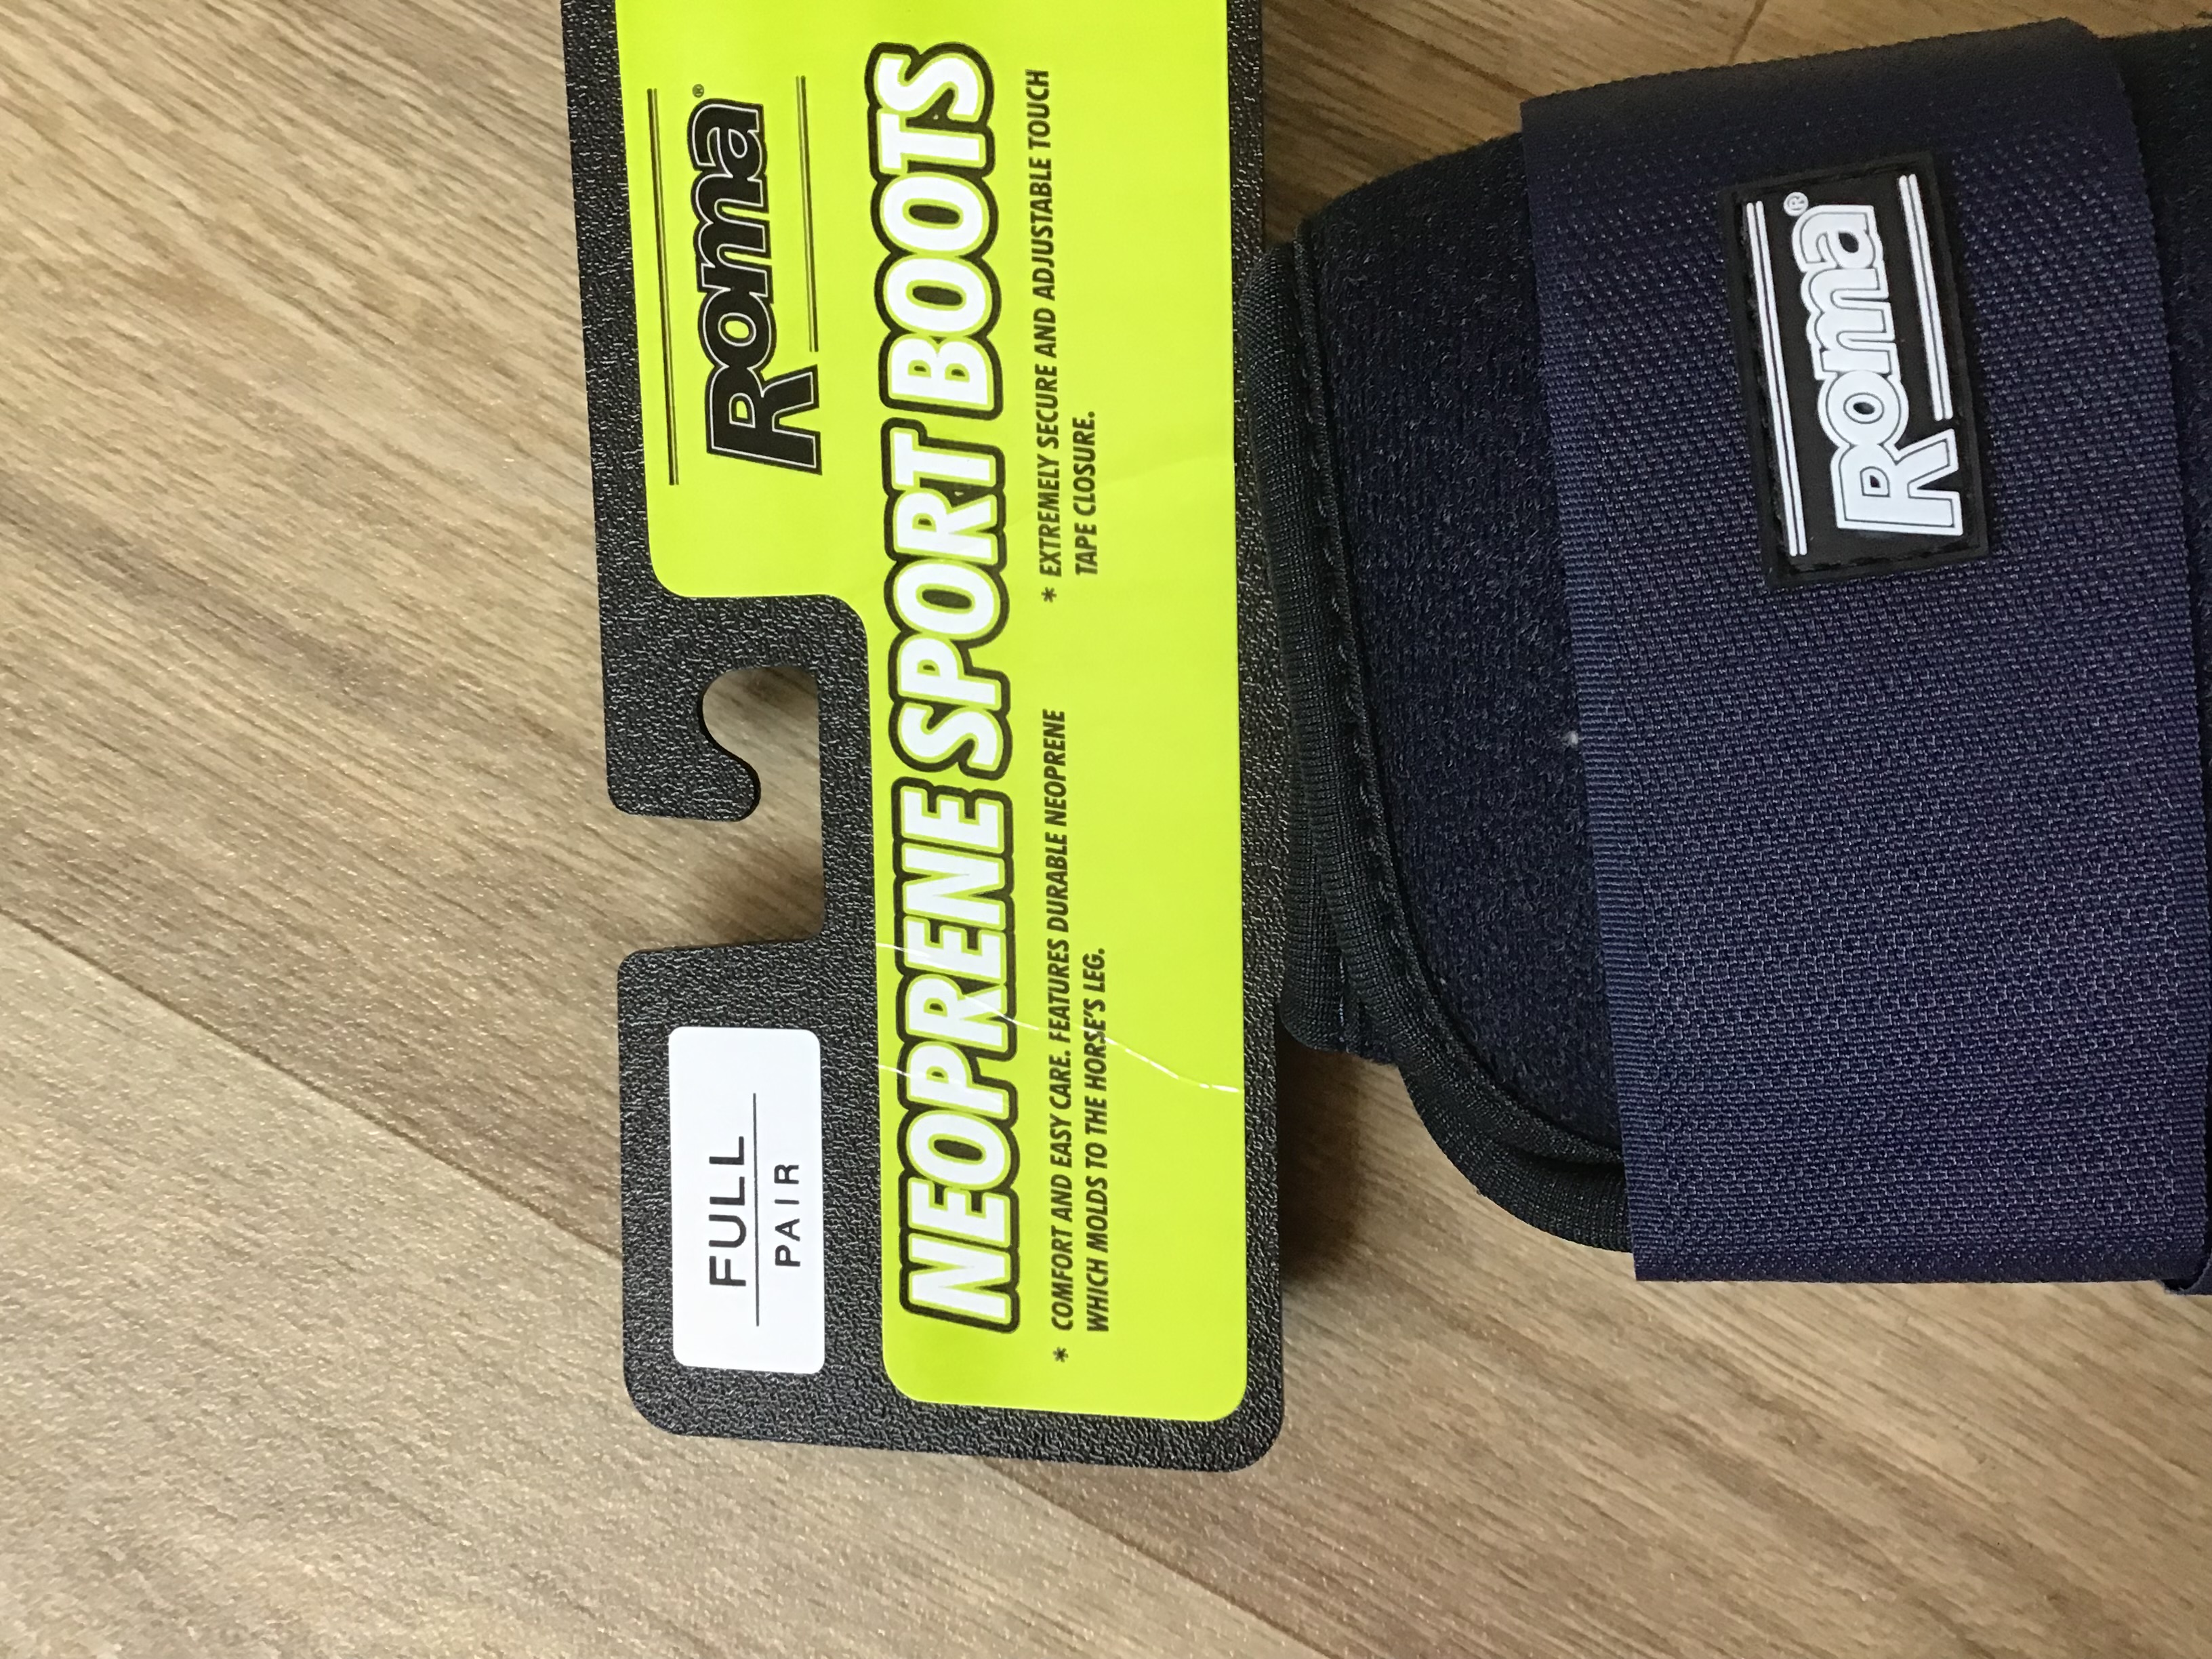 FULL
PAIR
Roma®
NEOPRENE SPORT BOOTS
* COMFORT AND EASY CARE. FEATURES DURABLE NEOPRENE
WHICH MOLDS TO THE HORSE'S LEG.
* EXTREMELY SECURE AND ADJUSTABLE TOUCH
TAPE CLOSURE.
Roma®